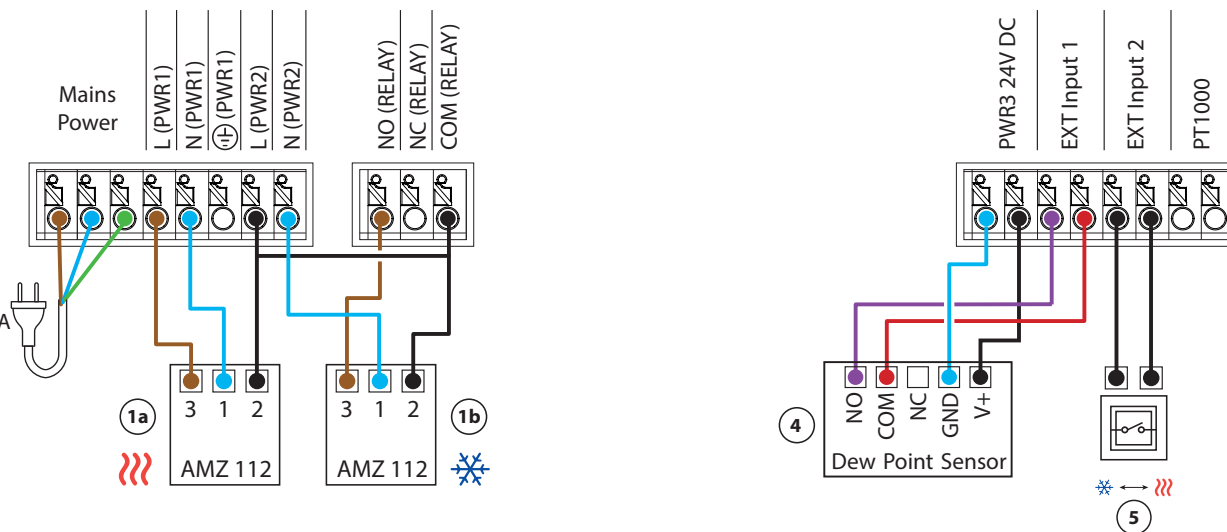 Mains
Power
L (PWR1)
N (PWR1)
(PWR1)
L (PWR2)
N (PWR2)
NO (RELAY)
NC (RELAY)
COM (RELAY)
PWR3 24V DC
EXT Input 1
EXT Input 2
PT1000
A
3 1 2
1a
AMZ 112
3 1 2
1b
AMZ 112
4
NO
COM
NC
GND
V+
Dew Point Sensor
5